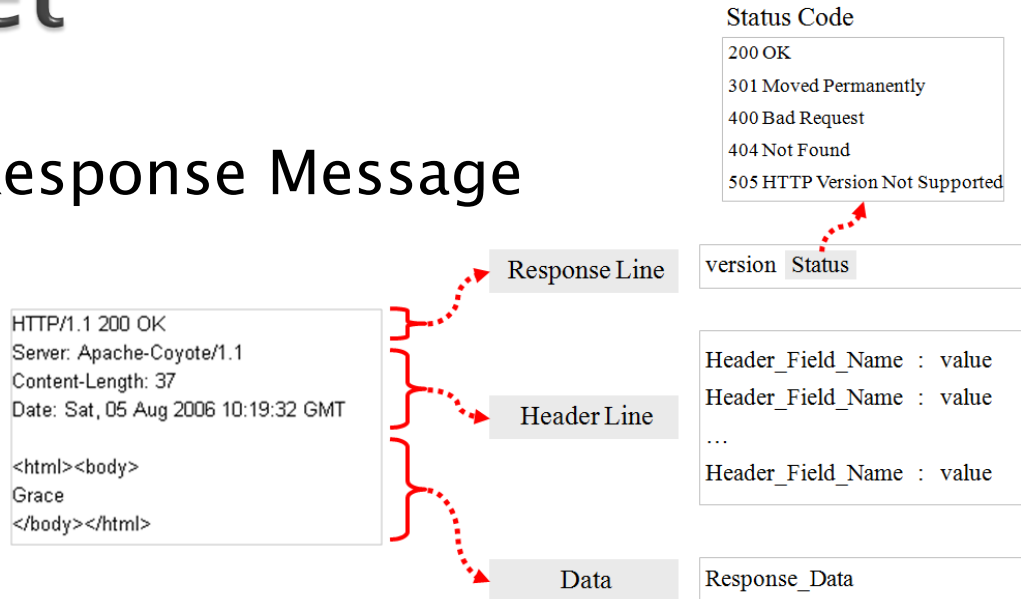 esponse Message
Status Code
200 OK
301 Moved Permanently
400 Bad Request
404 Not Found
505 HTTP Version Not Supported
Response Line
version Status
HTTP/1.1 200 OK
Server: Apache-Coyote/1.1
Content-Length: 37
Date: Sat, 05 Aug 2006 10:19:32 GMT
<html><body>
Grace
</body></html>
Header Line
Header_Field_Name : value
Header_Field_Name : value
...
Header_Field_Name : value
Data
Response_Data